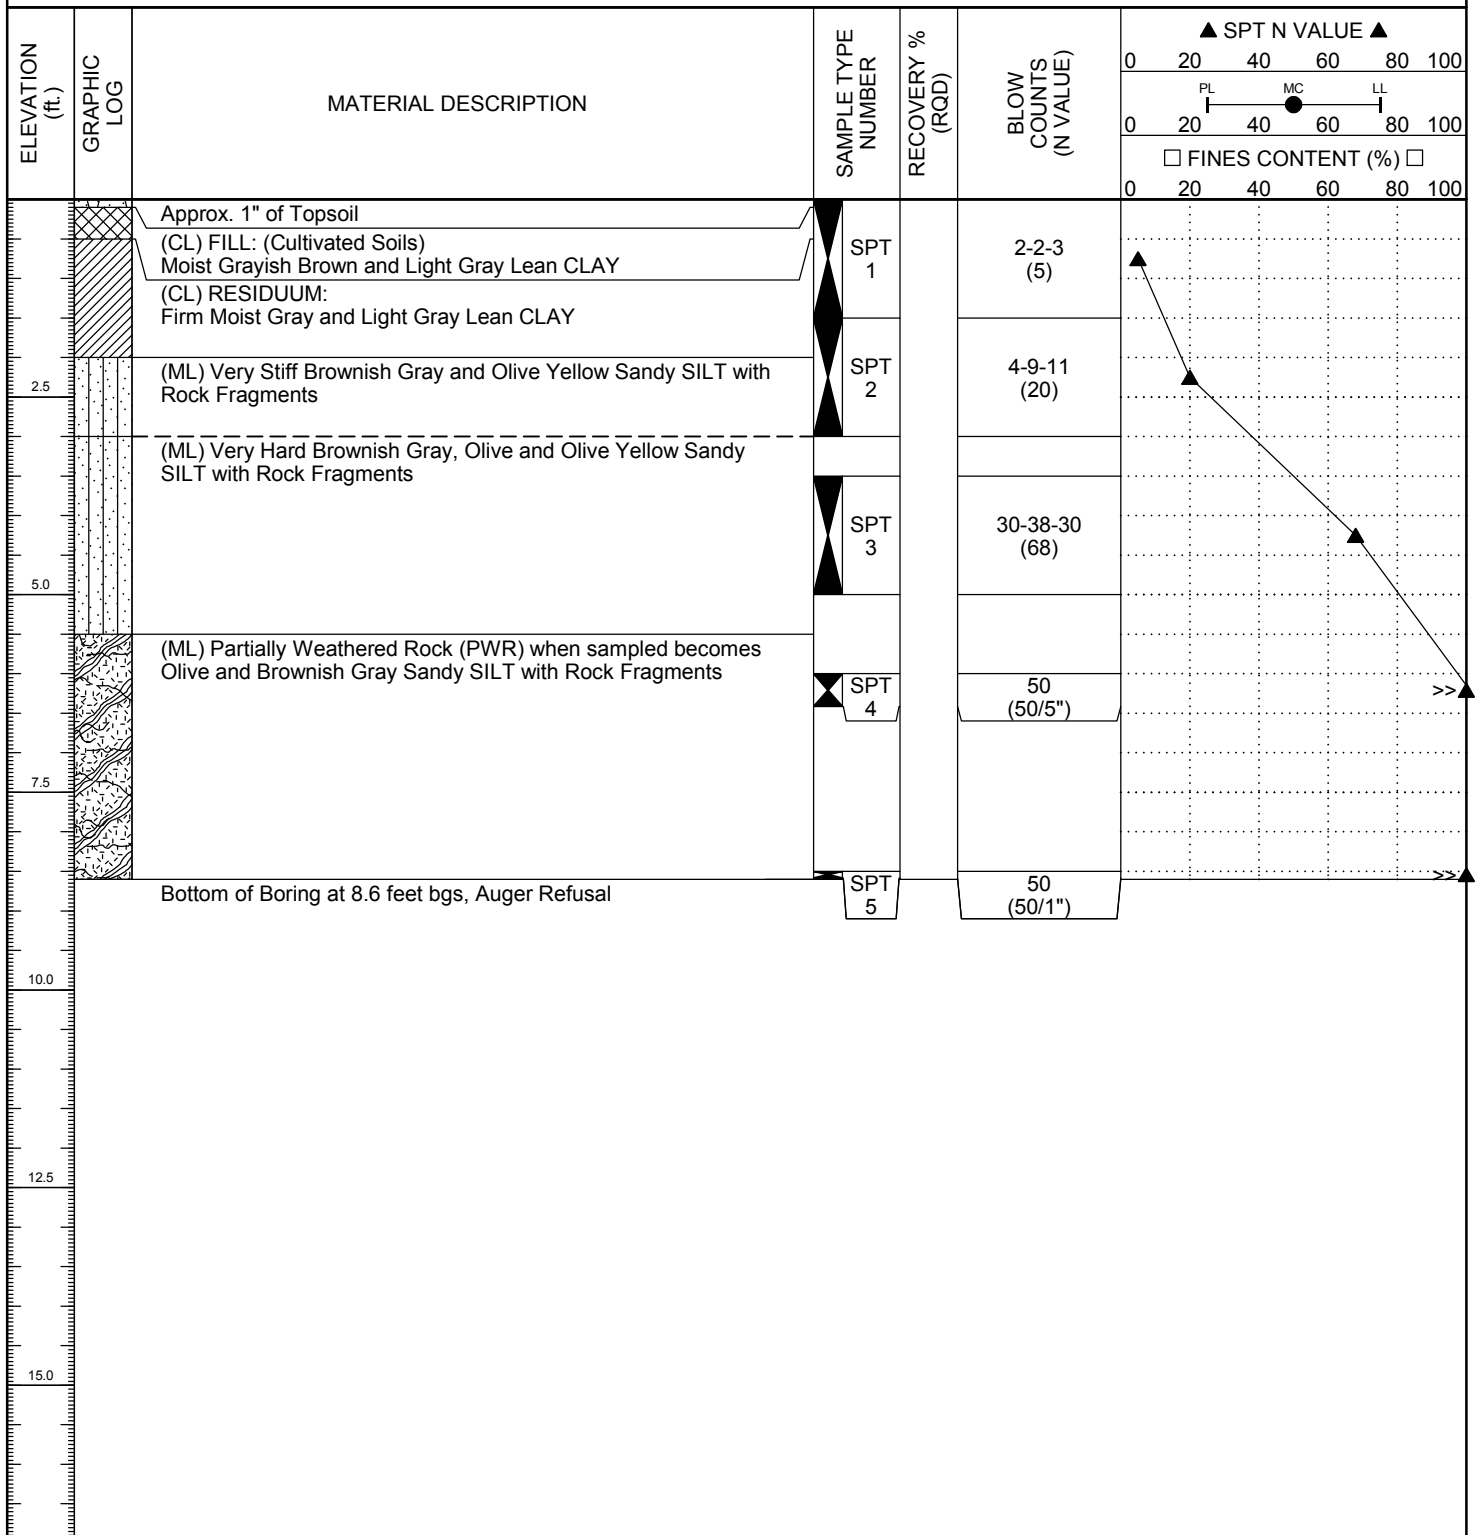 ELEVATION
(ft.)
GRAPHIC
LOG
MATERIAL DESCRIPTION
SAMPLE TYPE
NUMBER
RECOVERY %
(RQD)
BLOW
COUNTS
(N VALUE)
▲ SPT N VALUE ▲
0 20 40 60 80 100
PL MC LL
0 20 40 60 80 100
□ FINES CONTENT (%) □
0 20 40 60 80 100
Approx. 1" of Topsoil
(CL) FILL: (Cultivated Soils)
Moist Grayish Brown and Light Gray Lean CLAY
(CL) RESIDUUM:
Firm Moist Gray and Light Gray Lean CLAY
SPT
1
2-2-3
(5)
2.5
(ML) Very Stiff Brownish Gray and Olive Yellow Sandy SILT with
Rock Fragments
SPT
2
4-9-11
(20)
(ML) Very Hard Brownish Gray, Olive and Olive Yellow Sandy
SILT with Rock Fragments
SPT
3
30-38-30
(68)
5.0
(ML) Partially Weathered Rock (PWR) when sampled becomes
Olive and Brownish Gray Sandy SILT with Rock Fragments
SPT
4
50
(50/5")
>>
7.5
Bottom of Boring at 8.6 feet bgs, Auger Refusal
SPT
5
50
(50/1")
>>
10.0
12.5
15.0